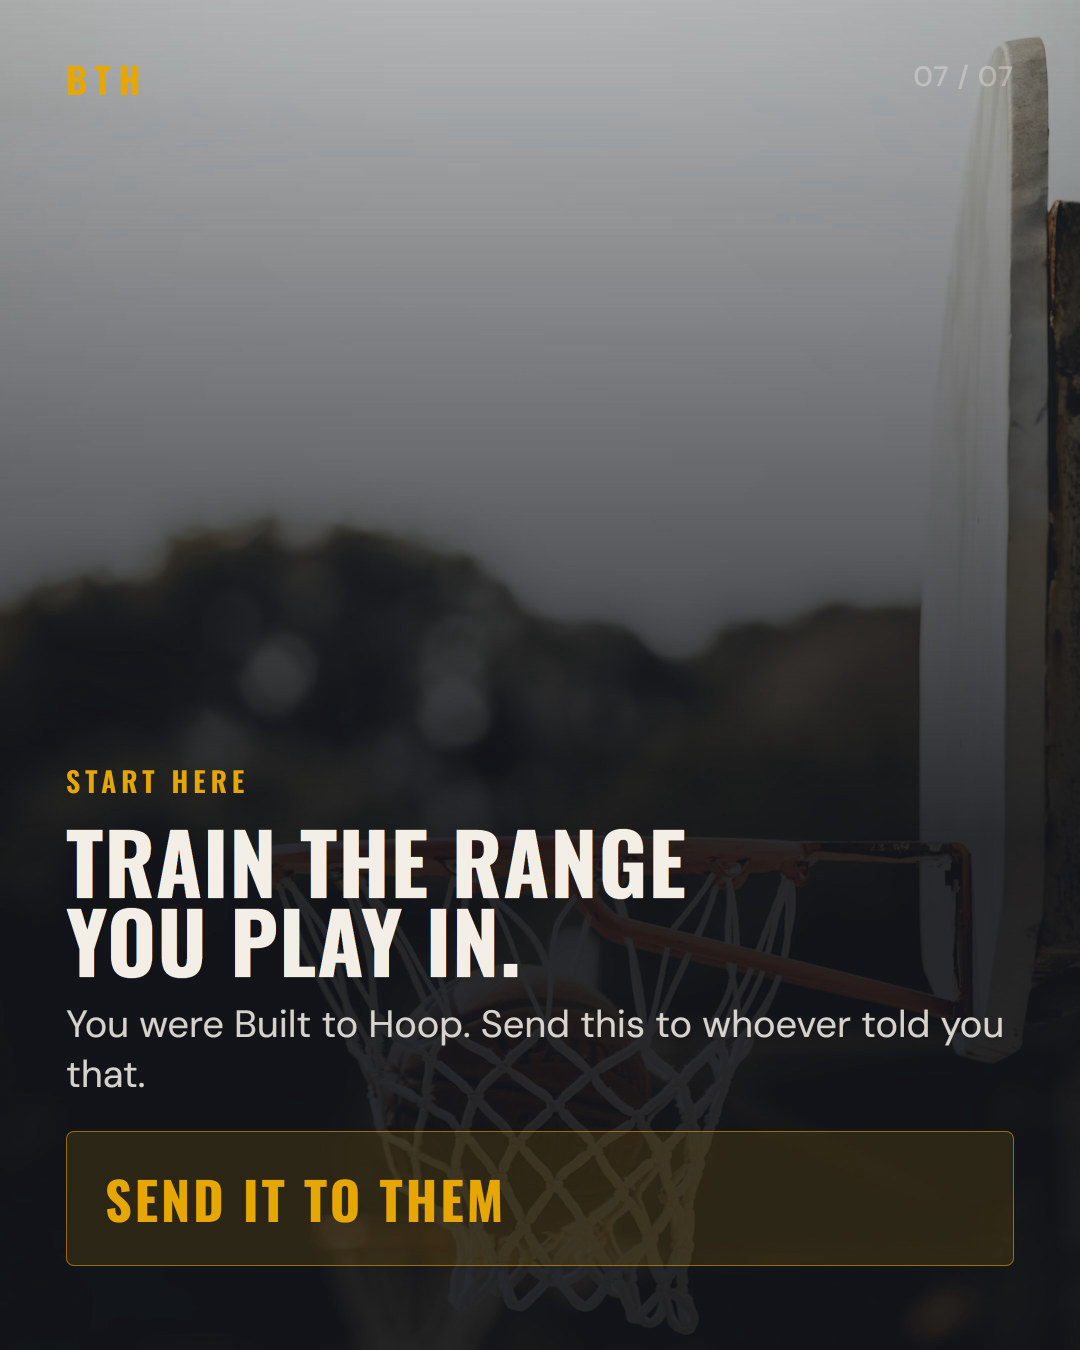 BTH
07 / 07
START HERE
TRAIN THE RANGE
YOU PLAY IN.
You were Built to Hoop. Send this to whoever told you
that.
SEND IT TO THEM